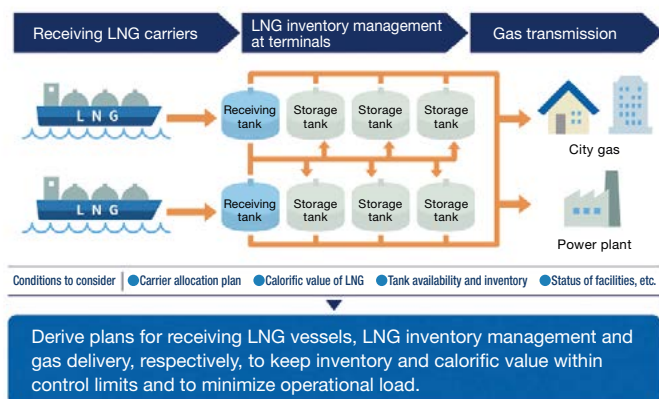 Receiving LNG carriers
LNG inventory management
at terminals
Gas transmission
LNG
Receiving
tank
Storage
tank
Storage
tank
Storage
tank
City gas
LNG
Receiving
tank
Storage
tank
Storage
tank
Storage
tank
Power plant
Conditions to consider ●Carrier allocation plan ●Calorific value of LNG ●Tank availability and inventory ●Status of facilities, etc.
Derive plans for receiving LNG vessels, LNG inventory management and
gas delivery, respectively, to keep inventory and calorific value within
control limits and to minimize operational load.